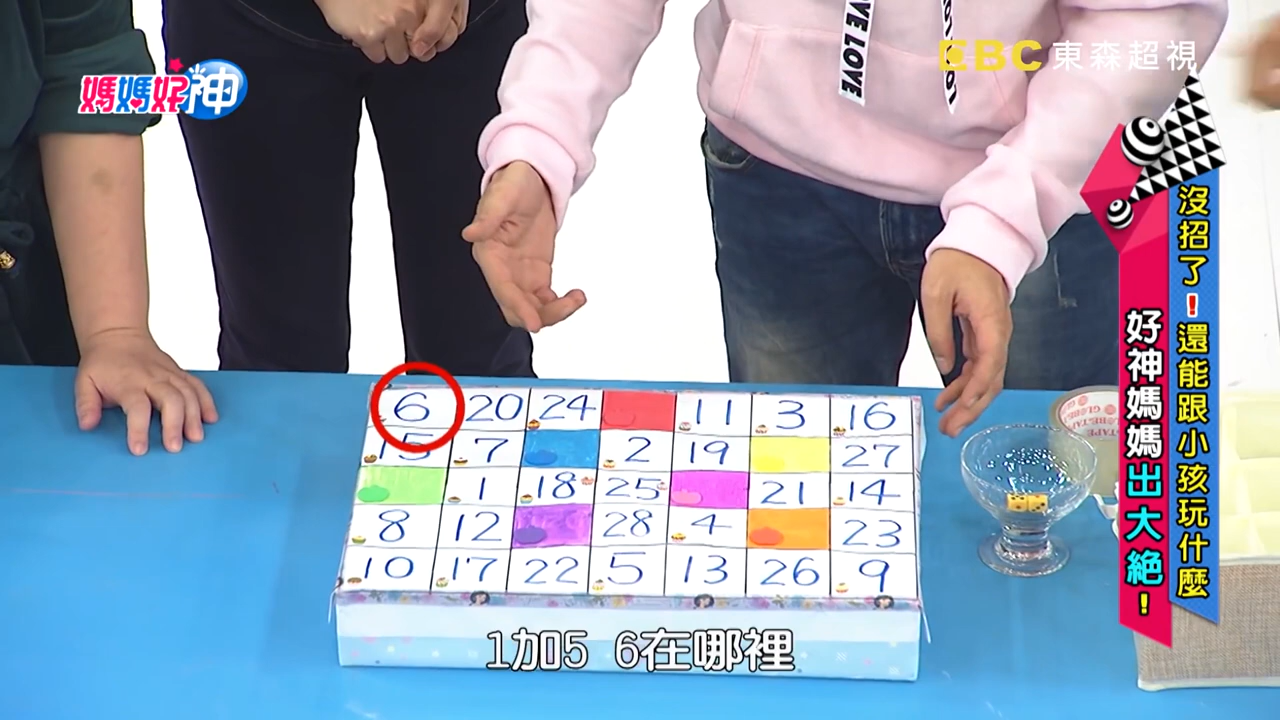 媽媽好神
EBC 東森超視
LOVE LOVE
沒招了！還能跟小孩玩什麼
好神媽媽出大絕！
6 20 24 11 3 16
15 7 2 19 27
1 18 25 21 14
8 12 28 4 23
10 17 22 5 13 26 9
1加5 6在哪裡